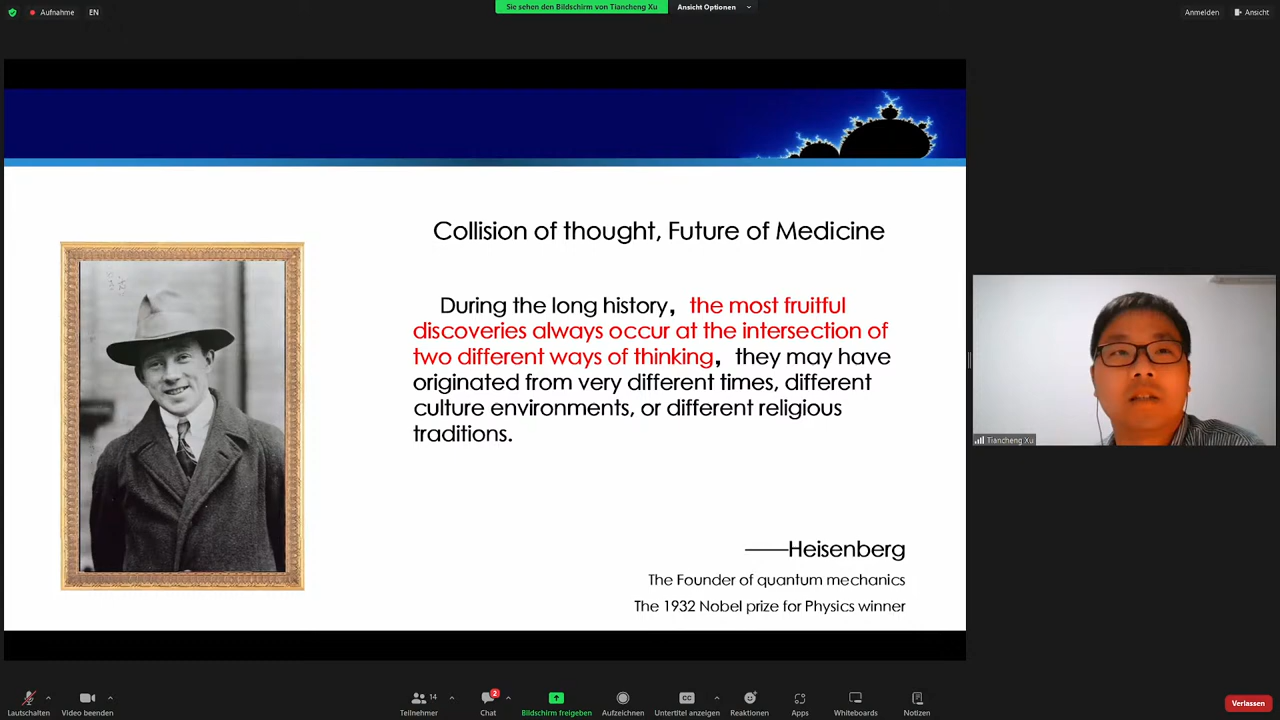 Aufnahme
EN
Sie sehen den Bildschirm von Tiancheng Xu
Ansicht Optionen
Anmelden
Ansicht
Collision of thought, Future of Medicine
During the long history，the most fruitful
discoveries always occur at the intersection of
two different ways of thinking，they may have
originated from very different times, different
culture environments, or different religious
traditions.
——Heisenberg
The Founder of quantum mechanics
The 1932 Nobel prize for Physics winner
Tiancheng Xu
Lautschalten
Video beenden
14
Teilnehmer
2
Chat
Bildschirm freigeben
Aufzeichnen
CC
Untertitel anzeigen
Reaktionen
Apps
Whiteboards
Notizen
Verlassen